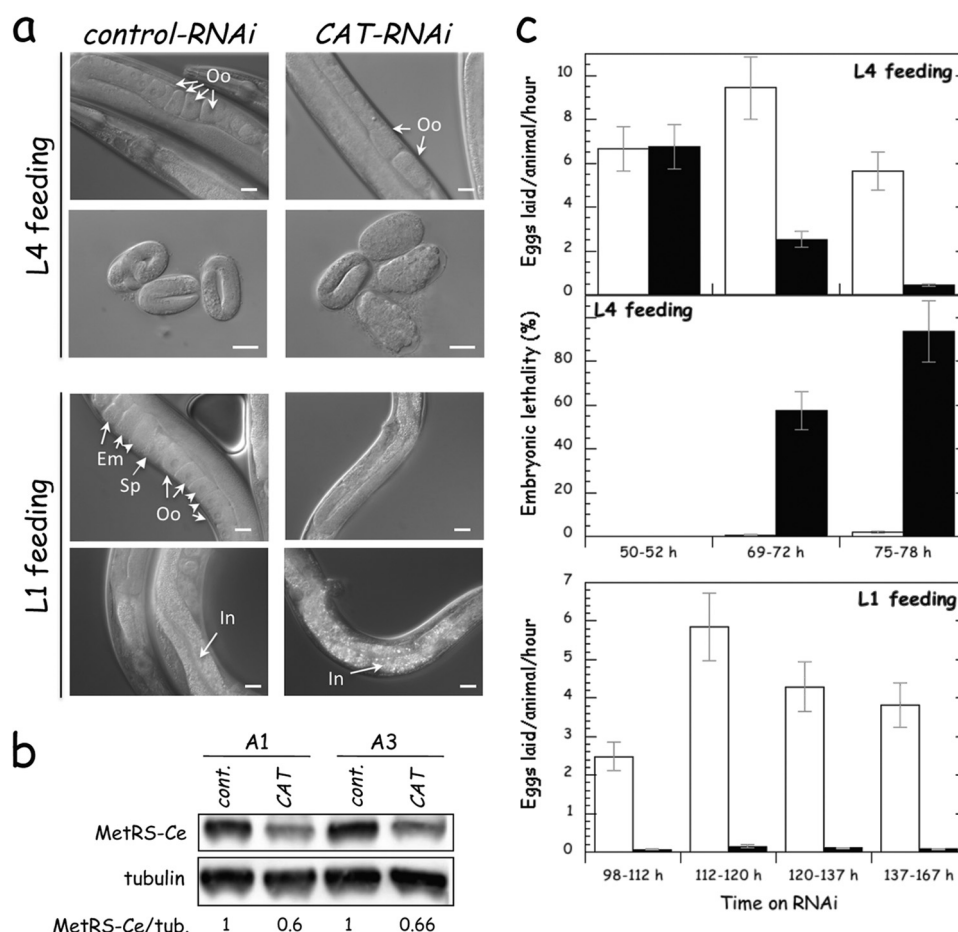 a
control-RNAi
CAT-RNAi
L4 feeding
Oo
Oo
L1 feeding
Em
Sp
Oo
In
In
b
A1
A3
cont.
CAT
cont.
CAT
MetRS-Ce
tubulin
MetRS-Ce/tub.
1
0.6
1
0.66
c
L4 feeding
Eggs laid/animal/hour
10
8
6
4
2
0
L4 feeding
Embryonic lethality (%)
80
60
40
20
0
50-52 h
69-72 h
75-78 h
L1 feeding
Eggs laid/animal/hour
7
6
5
4
3
2
1
0
98-112 h
112-120 h
120-137 h
137-167 h
Time on RNAi